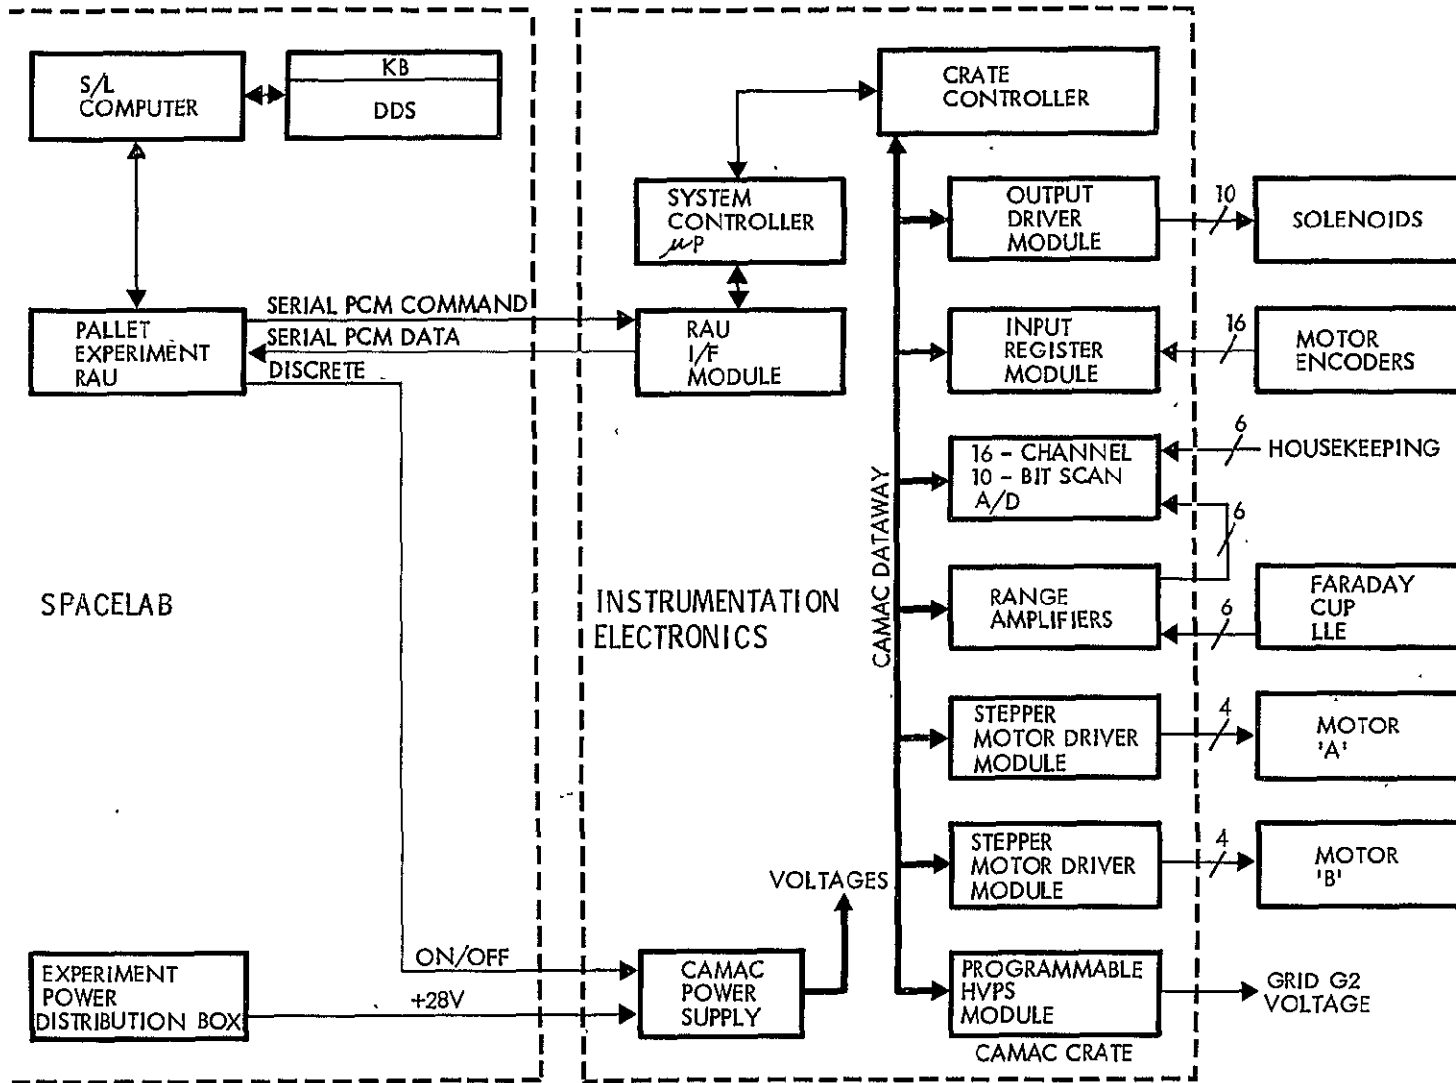 S/L
COMPUTER
KB
DDS
CRATE
CONTROLLER
SYSTEM
CONTROLLER
μP
OUTPUT
DRIVER
MODULE
10
SOLENOIDS
PALLET
EXPERIMENT
RAU
SERIAL PCM COMMAND
SERIAL PCM DATA
DISCRETE
RAU
I/F
MODULE
INPUT
REGISTER
MODULE
16
MOTOR
ENCODERS
16 - CHANNEL
10 - BIT SCAN
A/D
6
HOUSEKEEPING
6
CAMAC DATAWAY
SPACELAB
INSTRUMENTATION
ELECTRONICS
RANGE
AMPLIFIERS
6
FARADAY
CUP
LLE
STEPPER
MOTOR DRIVER
MODULE
4
MOTOR
'A'
STEPPER
MOTOR DRIVER
MODULE
4
MOTOR
'B'
VOLTAGES
EXPERIMENT
POWER
DISTRIBUTION BOX
ON/OFF
+28V
CAMAC
POWER
SUPPLY
PROGRAMMABLE
HVPS
MODULE
GRID G2
VOLTAGE
CAMAC CRATE